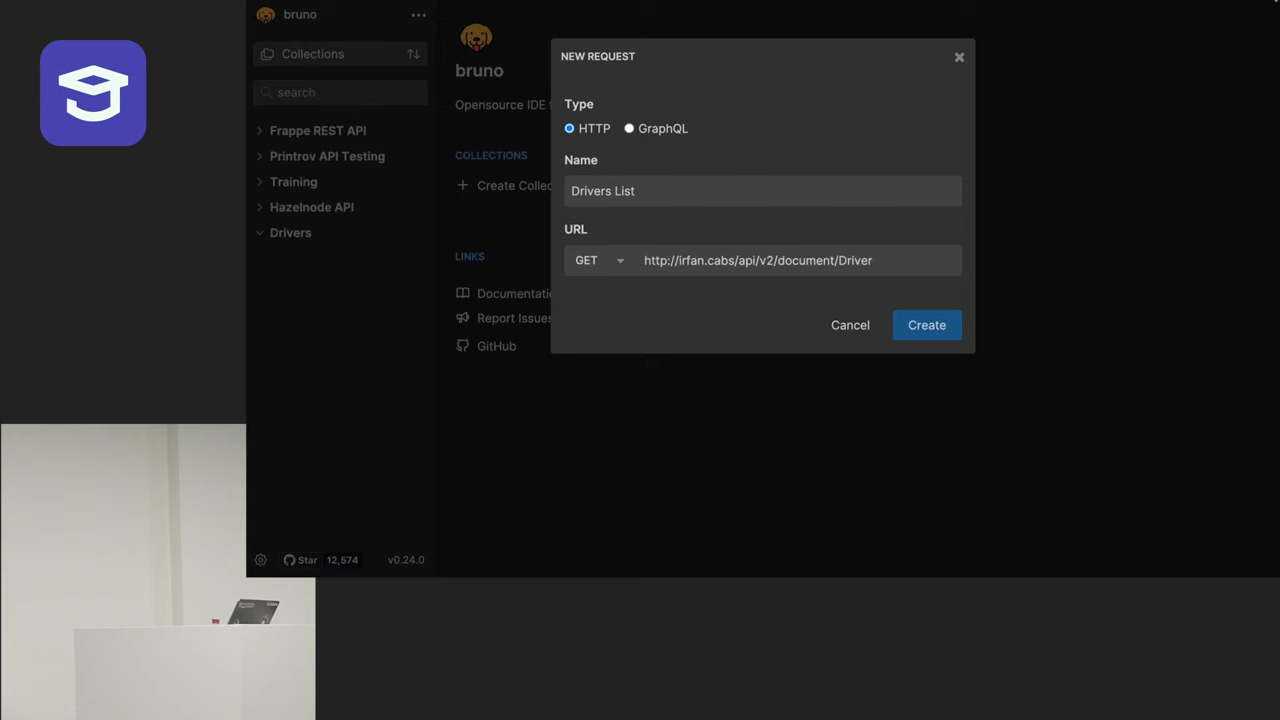 bruno
Collections
search
Frappe REST API
Printrov API Testing
Training
Hazelnode API
Drivers
Star 12,574
v0.24.0
bruno
Opensource IDE f
COLLECTIONS
Create Collec
LINKS
Documentati
Report Issues
GitHub
NEW REQUEST
Type
HTTP GraphQL
Name
Drivers List
URL
GET http://irfan.cabs/api/v2/document/Driver
Cancel Create